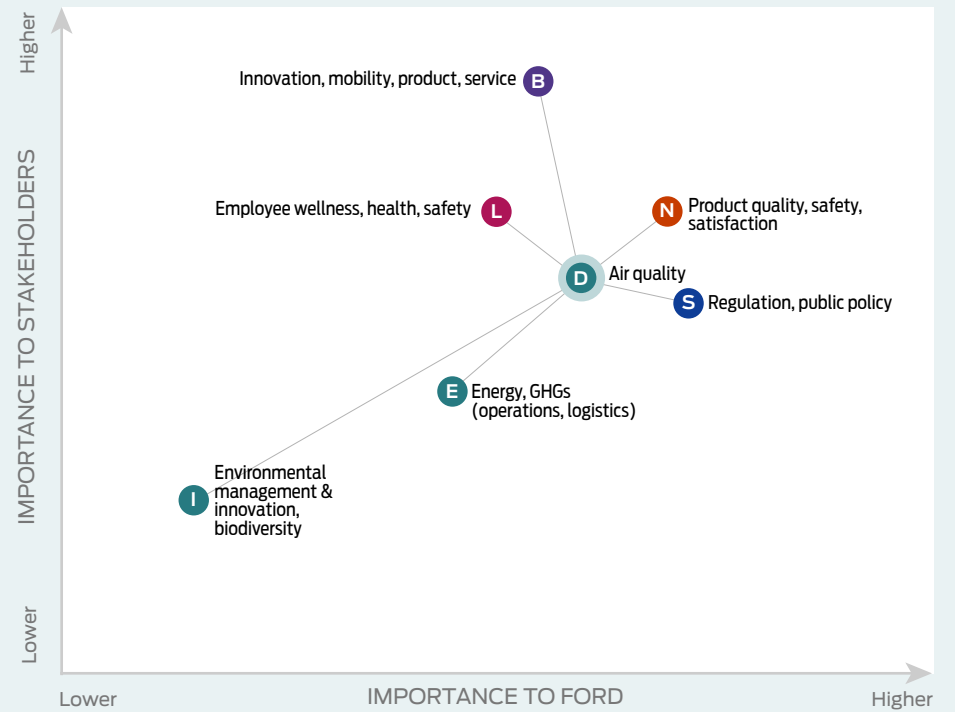 Higher
IMPORTANCE TO STAKEHOLDERS
Lower
Innovation, mobility, product, service
B
Employee wellness, health, safety
L
N
Product quality, safety,
satisfaction
D
Air quality
S
Regulation, public policy
E
Energy, GHGs
(operations, logistics)
I
Environmental
management &
innovation,
biodiversity
Lower
IMPORTANCE TO FORD
Higher